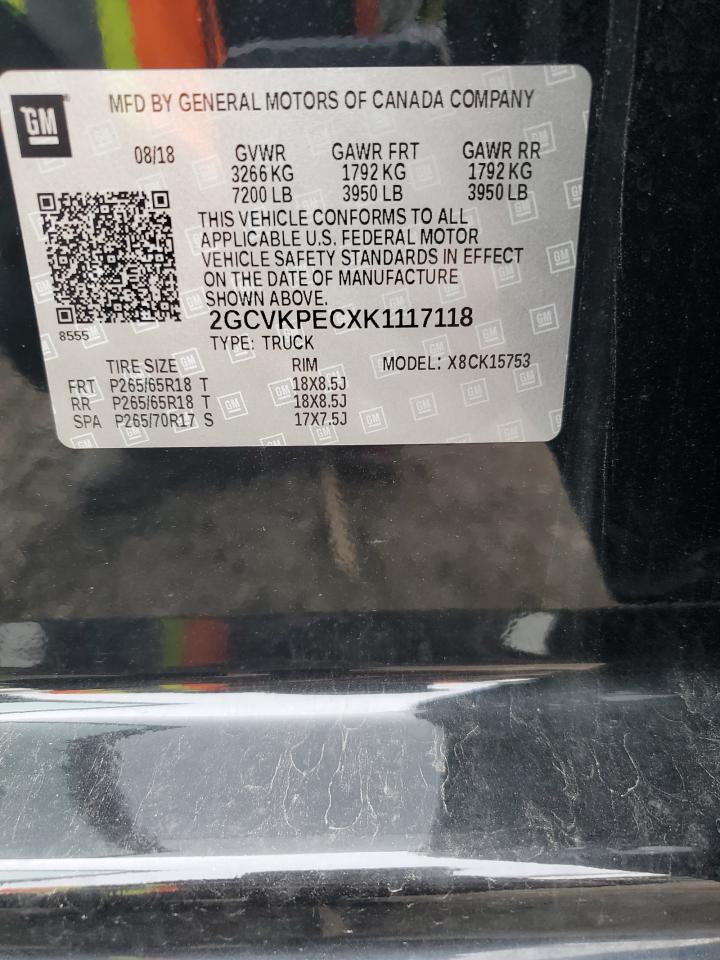 GM
MFD BY GENERAL MOTORS OF CANADA COMPANY
08/18 GVWR GAWR FRT GAWR RR
3266 KG 1792 KG 1792 KG
7200 LB 3950 LB 3950 LB
THIS VEHICLE CONFORMS TO ALL
APPLICABLE U.S. FEDERAL MOTOR
VEHICLE SAFETY STANDARDS IN EFFECT
ON THE DATE OF MANUFACTURE
SHOWN ABOVE.
8555
2GCVKPECXK1117118
TYPE: TRUCK
TIRE SIZE RIM MODEL: X8CK15753
FRT P265/65R18 T 18X8.5J
RR P265/65R18 T 18X8.5J
SPA P265/70R17 S 17X7.5J